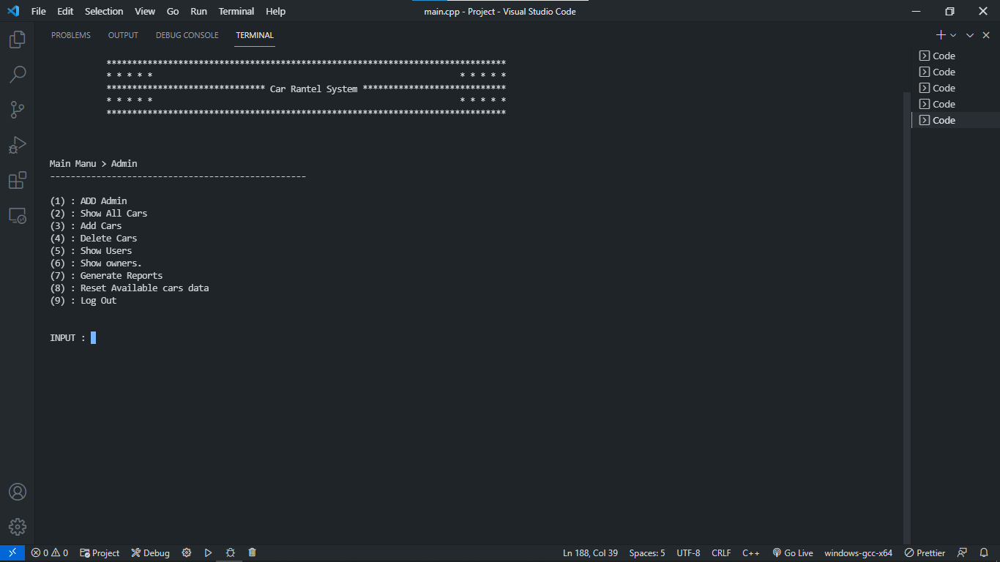 File Edit Selection View Go Run Terminal Help main.cpp - Project - Visual Studio Code
PROBLEMS OUTPUT DEBUG CONSOLE TERMINAL
******************************************************************************
* * * * * * * * * *
******************************* Car Rantel System ****************************
* * * * * * * * * *
******************************************************************************
Main Manu > Admin
--------------------------------------------------
(1) : ADD Admin
(2) : Show All Cars
(3) : Add Cars
(4) : Delete Cars
(5) : Show Users
(6) : Show owners.
(7) : Generate Reports
(8) : Reset Available cars data
(9) : Log Out
INPUT :
Code
Code
Code
Code
Code
0 0 Project Debug Ln 188, Col 39 Spaces: 5 UTF-8 CRLF C++ Go Live windows-gcc-x64 Prettier